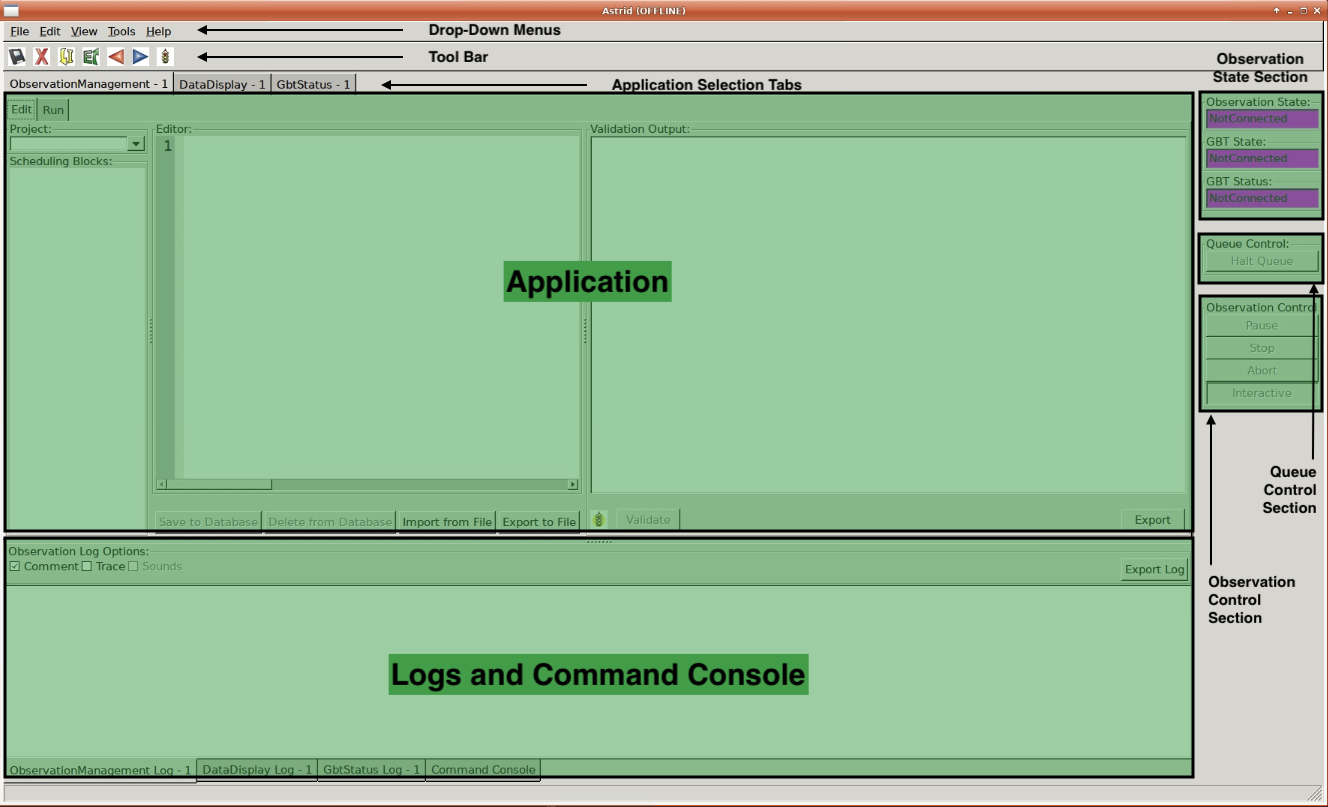 Astrid (OFFLINE)
File Edit View Tools Help
Drop-Down Menus
Tool Bar
Observation
State Section
ObservationManagement - 1 DataDisplay - 1 GbtStatus - 1
Application Selection Tabs
Edit Run
Project:
Scheduling Blocks:
Editor:
1
Validation Output:
Application
Save to Database Delete from Database Import from File Export to File
Validate
Export
Observation State:
NotConnected
GBT State:
NotConnected
GBT Status:
NotConnected
Queue Control:
Halt Queue
Observation Control
Pause
Stop
Abort
Interactive
Queue
Control
Section
Observation
Control
Section
Observation Log Options:
Comment Trace Sounds
Export Log
Logs and Command Console
ObservationManagement Log - 1 DataDisplay Log - 1 GbtStatus Log - 1 Command Console